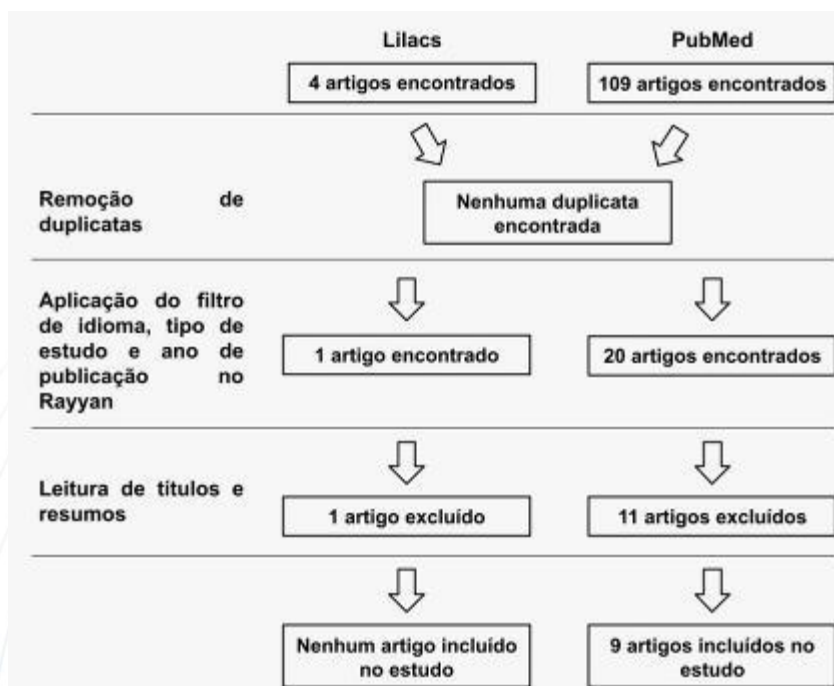 Lilacs
PubMed
4 artigos encontrados
109 artigos encontrados
Remoção de
duplicatas
Nenhuma duplicata
encontrada
Aplicação do filtro
de idioma, tipo de
estudo e ano de
publicação no
Rayyan
1 artigo encontrado
20 artigos encontrados
Leitura de títulos e
resumos
1 artigo excluído
11 artigos excluídos
Nenhum artigo incluído
no estudo
9 artigos incluídos no
estudo